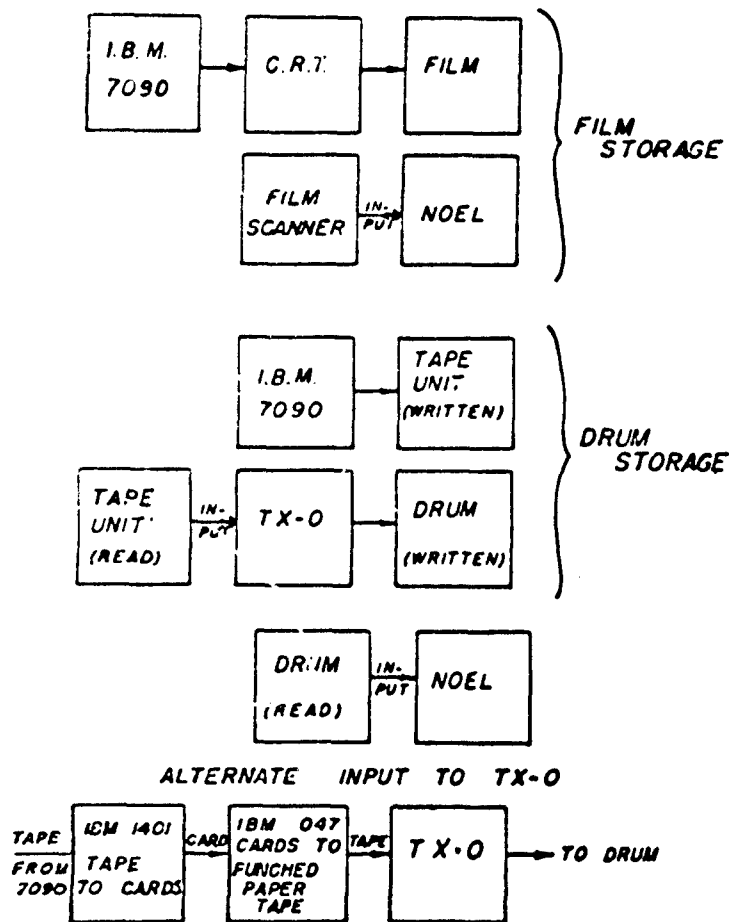 I.B.M.
7090
C.R.T.
FILM
FILM
STORAGE
FILM
SCANNER
IN-
PUT
NOEL
I.B.M.
7090
TAPE
UNIT
(WRITTEN)
DRUM
STORAGE
TAPE
UNIT
(READ)
IN-
PUT
TX-O
DRUM
(WRITTEN)
DRUM
(READ)
IN-
PUT
NOEL
ALTERNATE INPUT TO TX-O
TAPE
FROM
7090
IBM 1401
TAPE
TO CARDS
CARD
IBM 047
CARDS TO
PUNCHED
PAPER
TAPE
TAPE
TX-O
TO DRUM